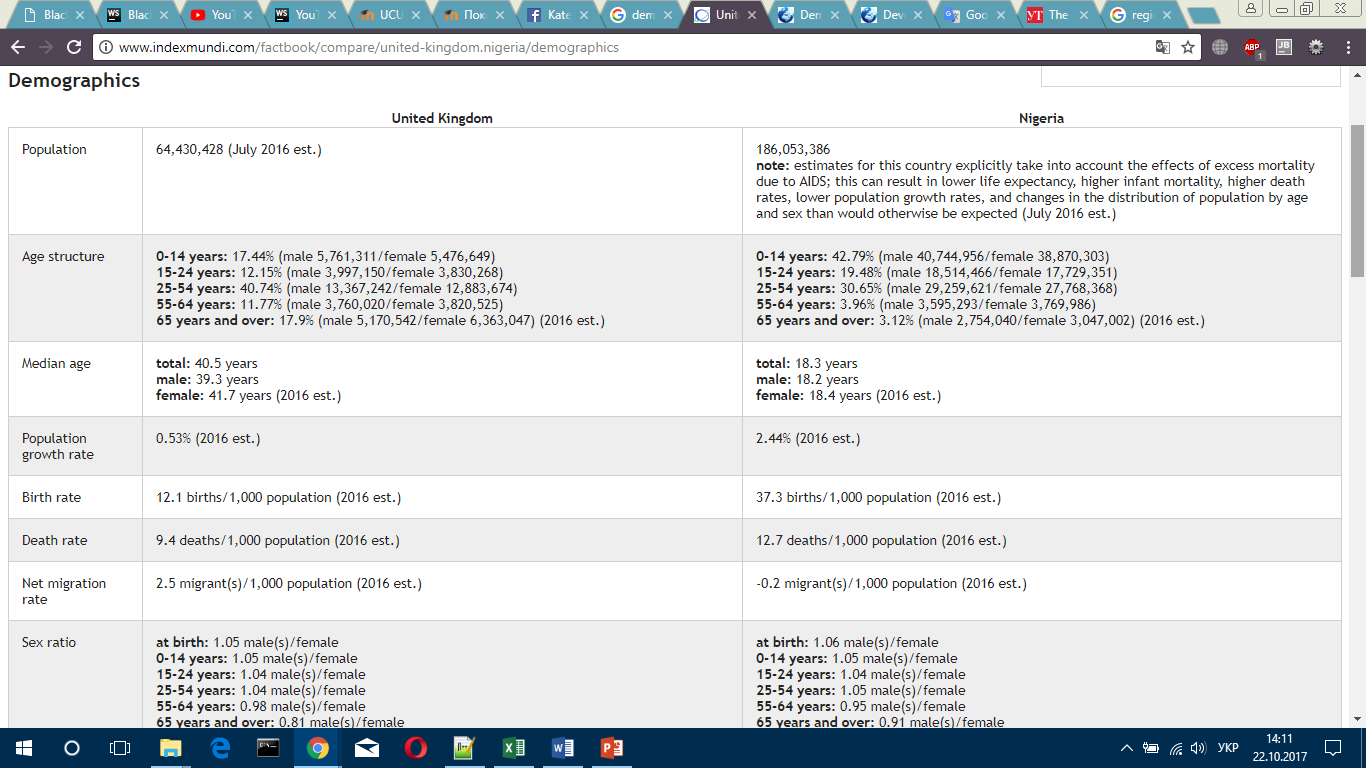 Blac
Blac
YouT
YouT
UCU
Пока
Kate
dem
Unit
Dem
Deve
Goo
The
regi
www.indexmundi.com/factbook/compare/united-kingdom.nigeria/demographics
Demographics
United Kingdom
Nigeria
Population
64,430,428 (July 2016 est.)
186,053,386
note: estimates for this country explicitly take into account the effects of excess mortality
due to AIDS; this can result in lower life expectancy, higher infant mortality, higher death
rates, lower population growth rates, and changes in the distribution of population by age
and sex than would otherwise be expected (July 2016 est.)
Age structure
0-14 years: 17.44% (male 5,761,311/female 5,476,649)
15-24 years: 12.15% (male 3,997,150/female 3,830,268)
25-54 years: 40.74% (male 13,367,242/female 12,883,674)
55-64 years: 11.77% (male 3,760,020/female 3,820,525)
65 years and over: 17.9% (male 5,170,542/female 6,363,047) (2016 est.)
0-14 years: 42.79% (male 40,744,956/female 38,870,303)
15-24 years: 19.48% (male 18,514,466/female 17,729,351)
25-54 years: 30.65% (male 29,259,621/female 27,768,368)
55-64 years: 3.96% (male 3,595,293/female 3,769,986)
65 years and over: 3.12% (male 2,754,040/female 3,047,002) (2016 est.)
Median age
total: 40.5 years
male: 39.3 years
female: 41.7 years (2016 est.)
total: 18.3 years
male: 18.2 years
female: 18.4 years (2016 est.)
Population
growth rate
0.53% (2016 est.)
2.44% (2016 est.)
Birth rate
12.1 births/1,000 population (2016 est.)
37.3 births/1,000 population (2016 est.)
Death rate
9.4 deaths/1,000 population (2016 est.)
12.7 deaths/1,000 population (2016 est.)
Net migration
rate
2.5 migrant(s)/1,000 population (2016 est.)
-0.2 migrant(s)/1,000 population (2016 est.)
Sex ratio
at birth: 1.05 male(s)/female
0-14 years: 1.05 male(s)/female
15-24 years: 1.04 male(s)/female
25-54 years: 1.04 male(s)/female
55-64 years: 0.98 male(s)/female
65 years and over: 0.81 male(s)/female
at birth: 1.06 male(s)/female
0-14 years: 1.05 male(s)/female
15-24 years: 1.04 male(s)/female
25-54 years: 1.05 male(s)/female
55-64 years: 0.95 male(s)/female
65 years and over: 0.91 male(s)/female
УКР
14:11
22.10.2017